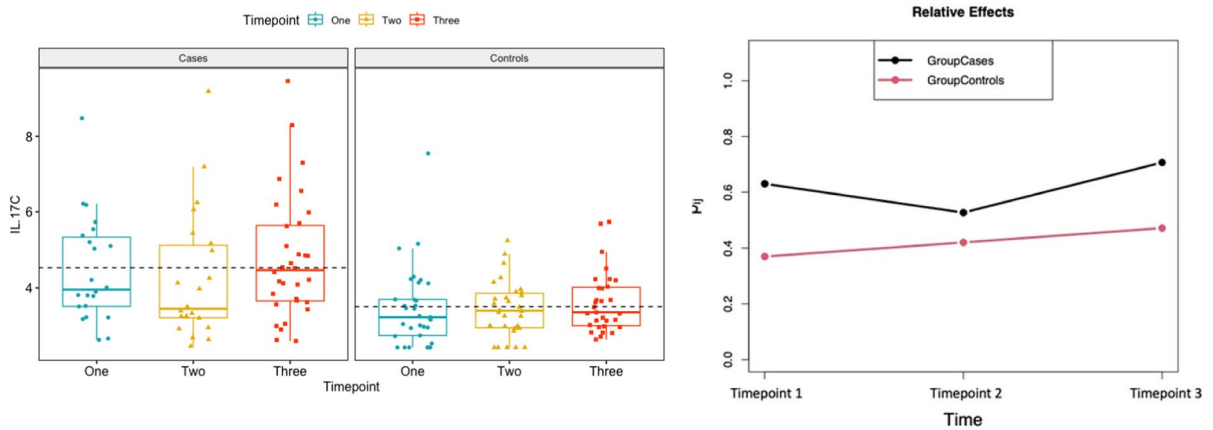 Timepoint One Two Three
Cases
Controls
IL.17C
8
6
4
One
Two
Three
One
Two
Three
Timepoint
Relative Effects
GroupCases
GroupControls
1.0
0.8
0.6
0.4
0.2
0.0
Timepoint 1
Timepoint 2
Timepoint 3
Time